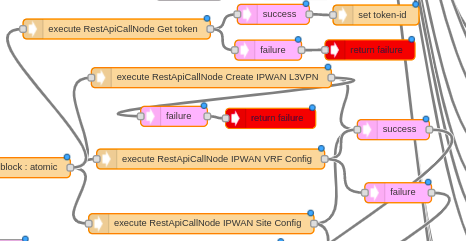 success
set token-id
execute RestApiCallNode Get token
failure
return failure
execute RestApiCallNode Create IPWAN L3VPN
failure
return failure
success
execute RestApiCallNode IPWAN VRF Config
block : atomic
failure
execute RestApiCallNode IPWAN Site Config